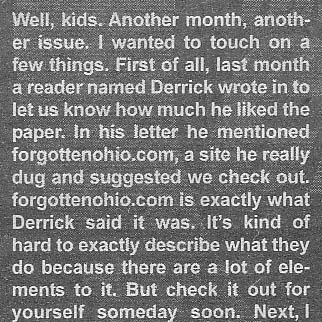 Well, kids. Another month, anoth-
er issue. I wanted to touch on a
few things. First of all, last month
a reader named Derrick wrote in to
let us know how much he liked the
paper. In his letter he mentioned
forgottenohio.com, a site he really
dug and suggested we check out.
forgottenohio.com is exactly what
Derrick said it was. It's kind of
hard to exactly describe what they
do because there are a lot of ele-
ments to it. But check it out for
yourself someday soon. Next, I